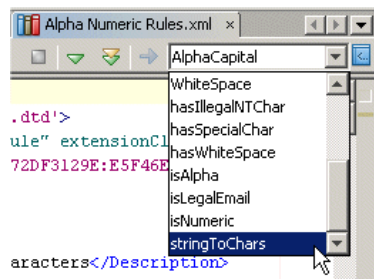 Alpha Numeric Rules.xml ×
AlphaCapital
WhiteSpace
hasIllegalNTChar
.dtd'>
hasSpecialChar
ule" extensionCl
hasWhiteSpace
72DF3129E:E5F46E
isAlpha
isLegalEmail
isNumeric
stringToChars
aracters</Description>